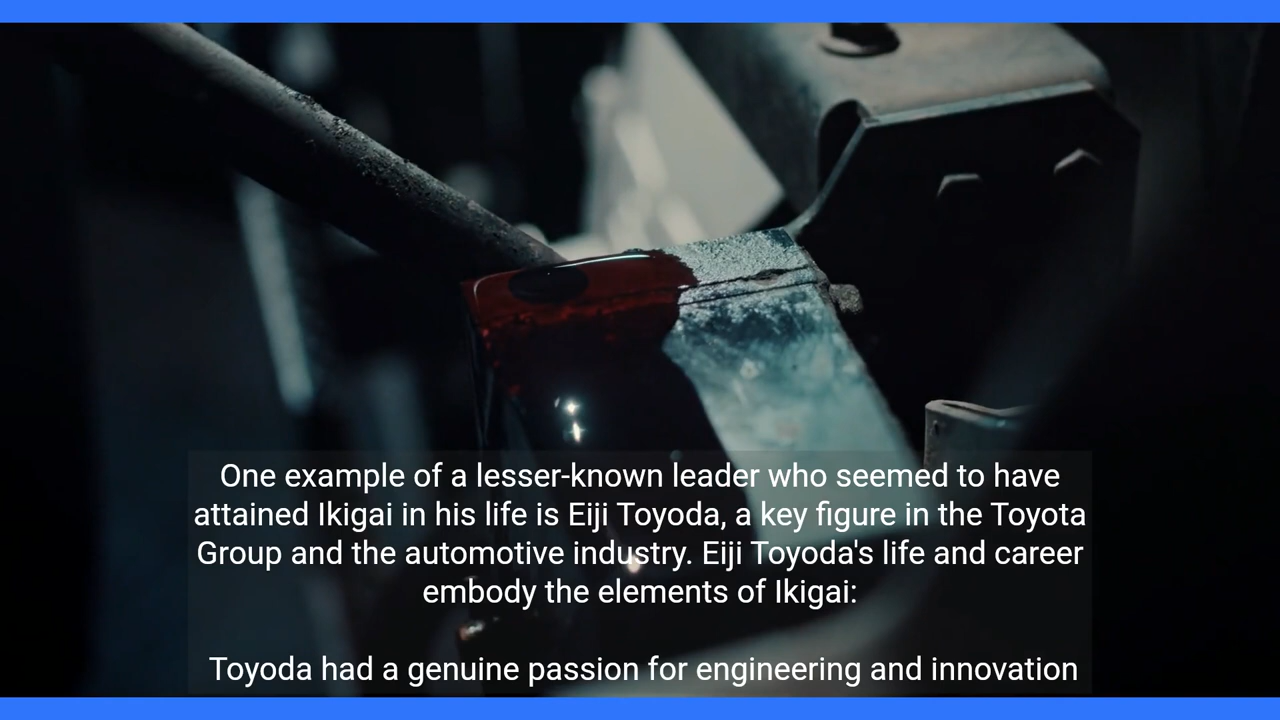 One example of a lesser-known leader who seemed to have
attained Ikigai in his life is Eiji Toyoda, a key figure in the Toyota
Group and the automotive industry. Eiji Toyoda's life and career
embody the elements of Ikigai:
Toyoda had a genuine passion for engineering and innovation